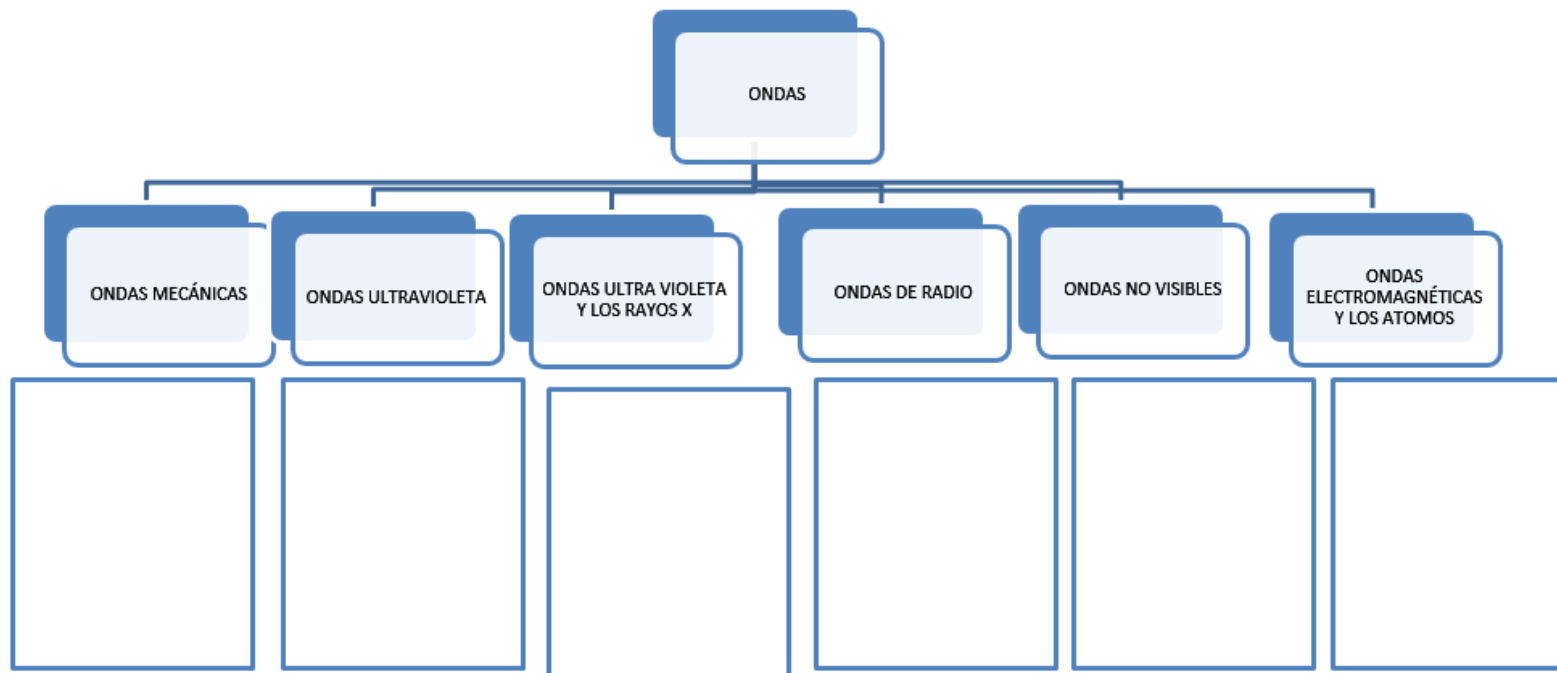 ONDAS
ONDAS MECÁNICAS
ONDAS ULTRAVIOLETA
ONDAS ULTRA VIOLETA
Y LOS RAYOS X
ONDAS DE RADIO
ONDAS NO VISIBLES
ONDAS
ELECTROMAGNÉTICAS
Y LOS ATOMOS